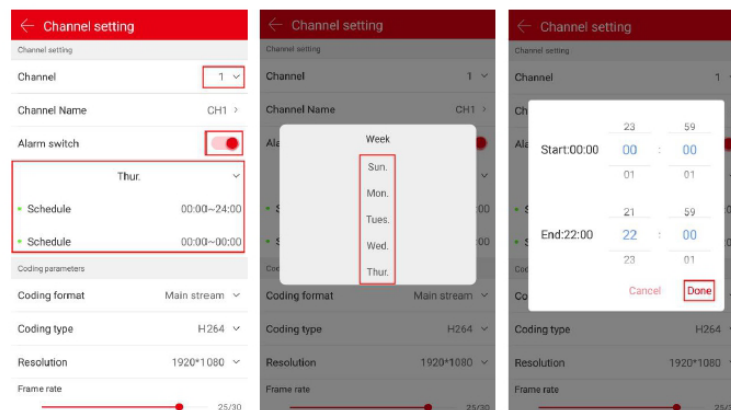 ← Channel setting
Channel setting
Channel 1
Channel Name CH1 >
Alarm switch
Thur.
Schedule 00:00~24:00
Schedule 00:00~00:00
Coding parameters
Coding format Main stream
Coding type H264
Resolution 1920*1080
Frame rate
25/30
← Channel setting
Channel setting
Channel 1
Channel Name CH1 >
Week
Sun.
Mon.
Tues.
Wed.
Thur.
Coding format Main stream
Coding type H264
Resolution 1920*1080
Frame rate
25/30
← Channel setting
Channel setting
Channel 1
23 59
Start:00:00 00 : 00
01 01
21 59
End:22:00 22 : 00
23 01
Cancel Done
Coding type H264
Resolution 1920*1080
Frame rate